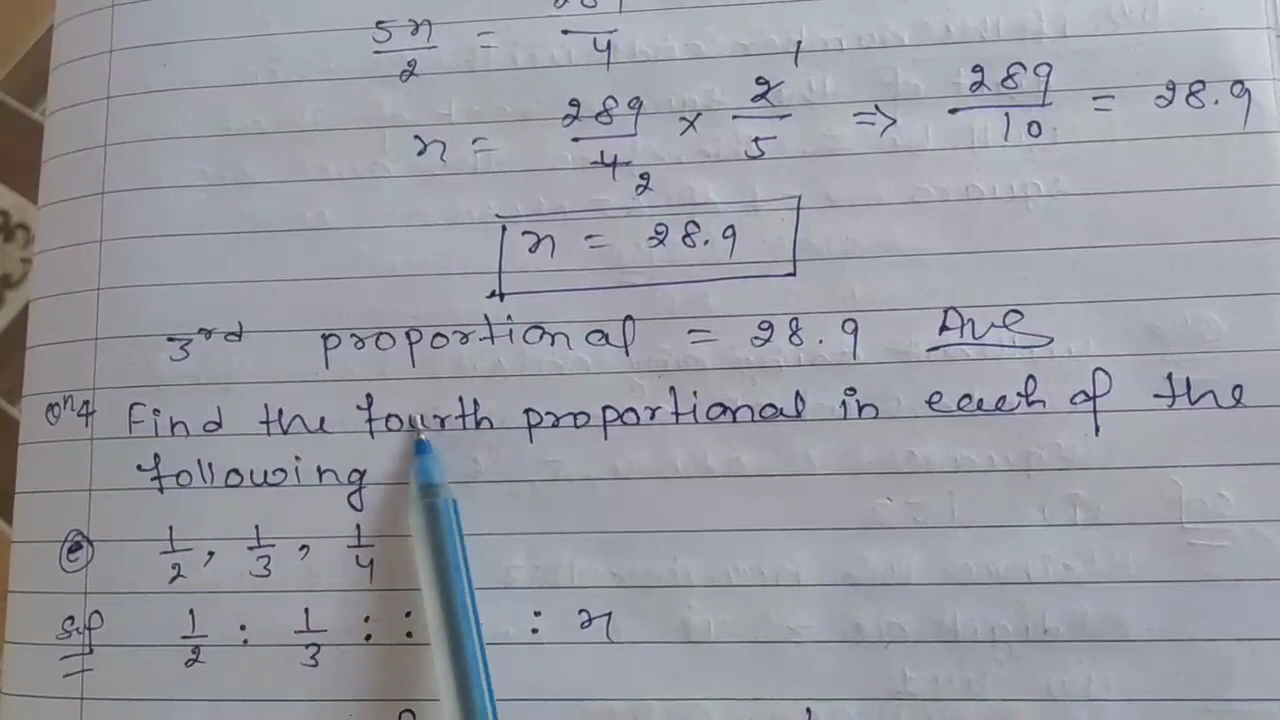 5x/2 = /4
x = 289/4 2 × 2/5 1 => 289/10 = 28.9
x = 28.9
3rd proportional = 28.9 Ans
Qn4 Find the fourth proportional in each of the
following
(e) 1/2, 1/3, 1/4
Sol 1/2 : 1/3 :: : x